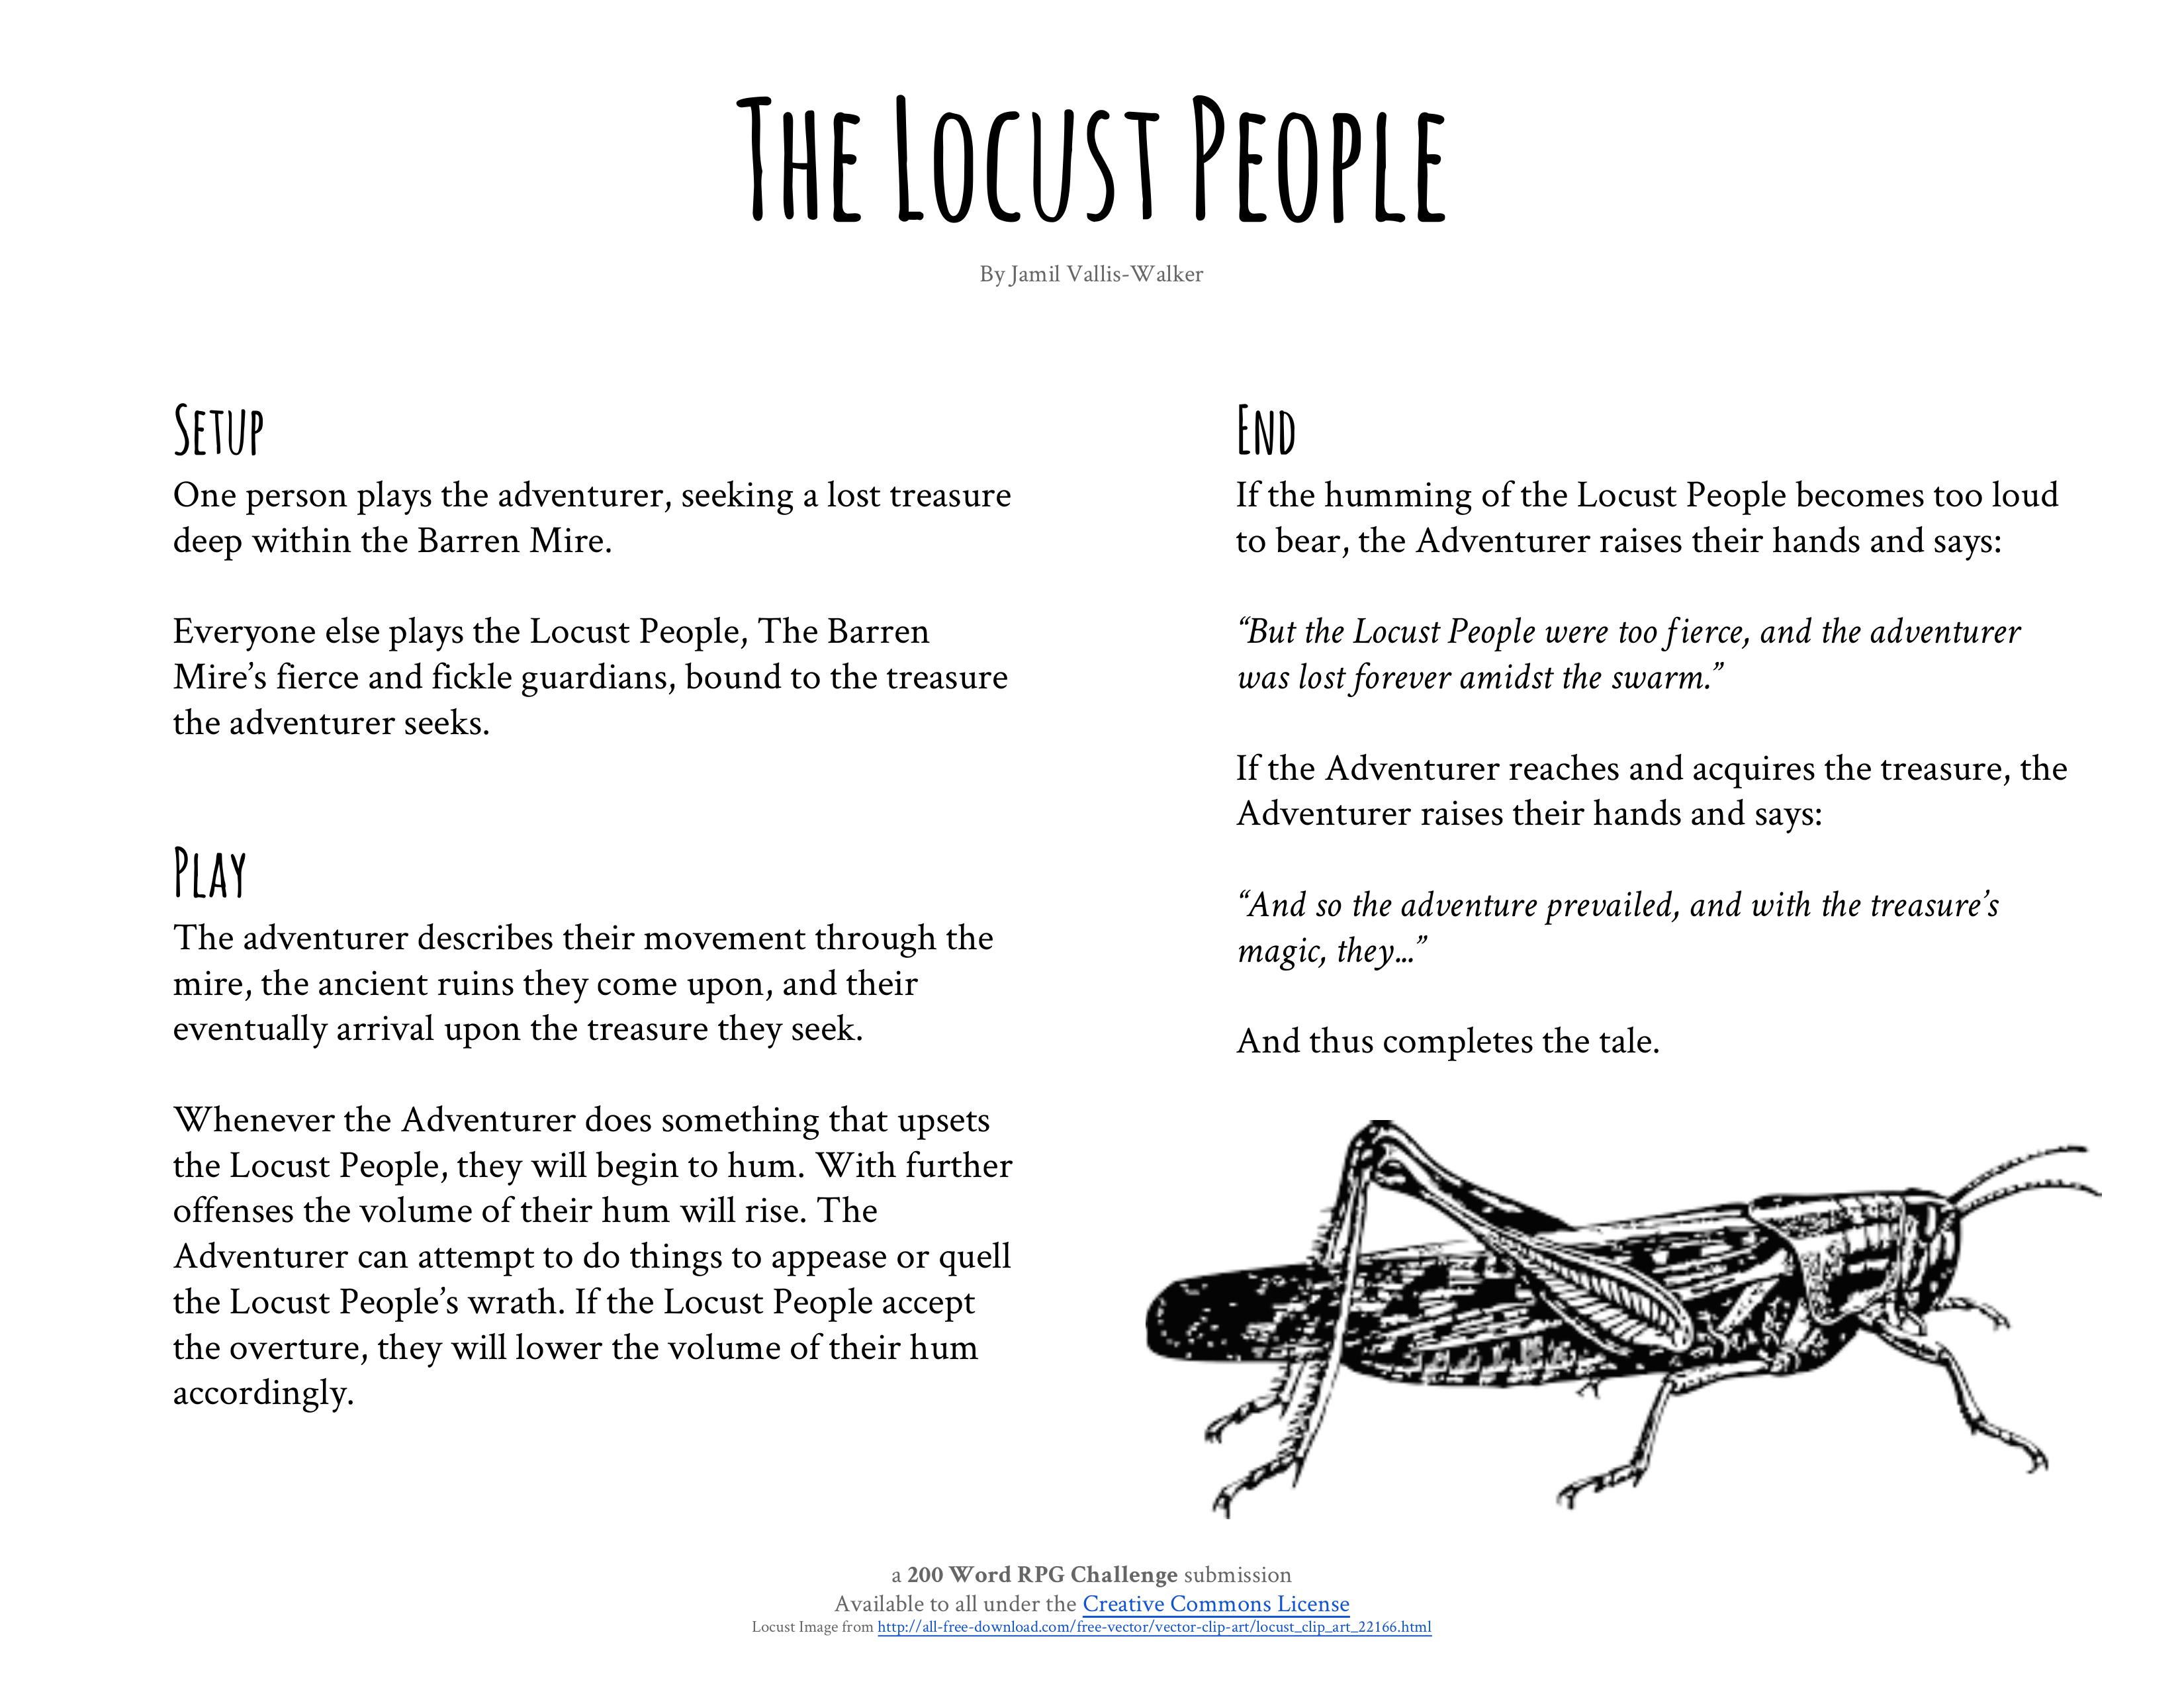 The Locust People
By Jamil Vallis-Walker
Setup
One person plays the adventurer, seeking a lost treasure
deep within the Barren Mire.
Everyone else plays the Locust People, The Barren
Mire’s fierce and fickle guardians, bound to the treasure
the adventurer seeks.
Play
The adventurer describes their movement through the
mire, the ancient ruins they come upon, and their
eventually arrival upon the treasure they seek.
Whenever the Adventurer does something that upsets
the Locust People, they will begin to hum. With further
offenses the volume of their hum will rise. The
Adventurer can attempt to do things to appease or quell
the Locust People’s wrath. If the Locust People accept
the overture, they will lower the volume of their hum
accordingly.
End
If the humming of the Locust People becomes too loud
to bear, the Adventurer raises their hands and says:
“But the Locust People were too fierce, and the adventurer
was lost forever amidst the swarm.”
If the Adventurer reaches and acquires the treasure, the
Adventurer raises their hands and says:
“And so the adventure prevailed, and with the treasure’s
magic, they...”
And thus completes the tale.
a 200 Word RPG Challenge submission
Available to all under the Creative Commons License
Locust Image from http://all-free-download.com/free-vector/vector-clip-art/locust_clip_art_22166.html